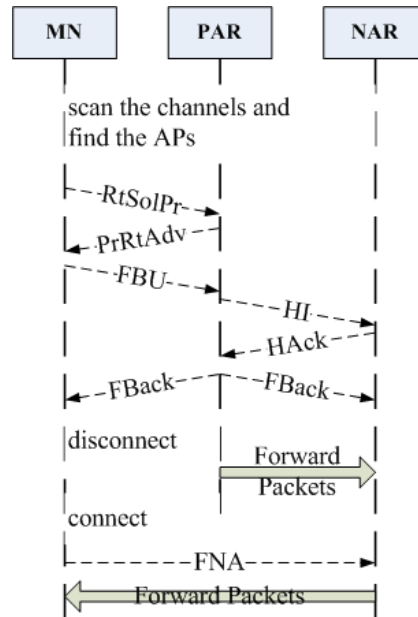 MN
PAR
NAR
scan the channels and
find the APs
RtSolPr
PrRtAdv
FBU
HI
HAck
FBack
FBack
disconnect
Forward
Packets
connect
FNA
Forward Packets